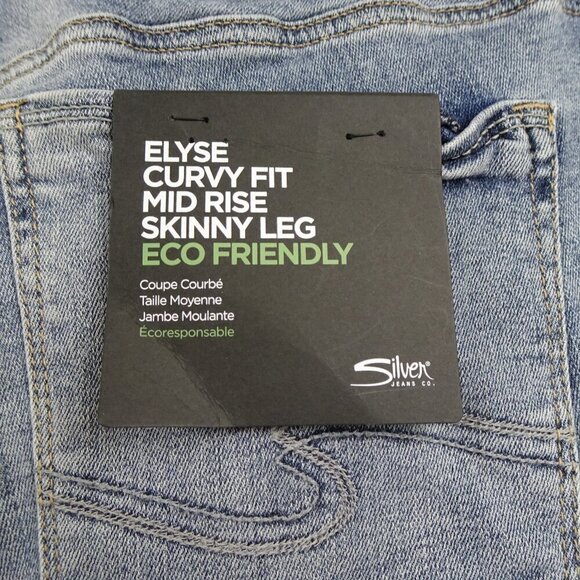 ELYSE
CURVY FIT
MID RISE
SKINNY LEG
ECO FRIENDLY
Coupe Courbé
Taille Moyenne
Jambe Moulante
Écoresponsable
Silver®
JEANS CO.